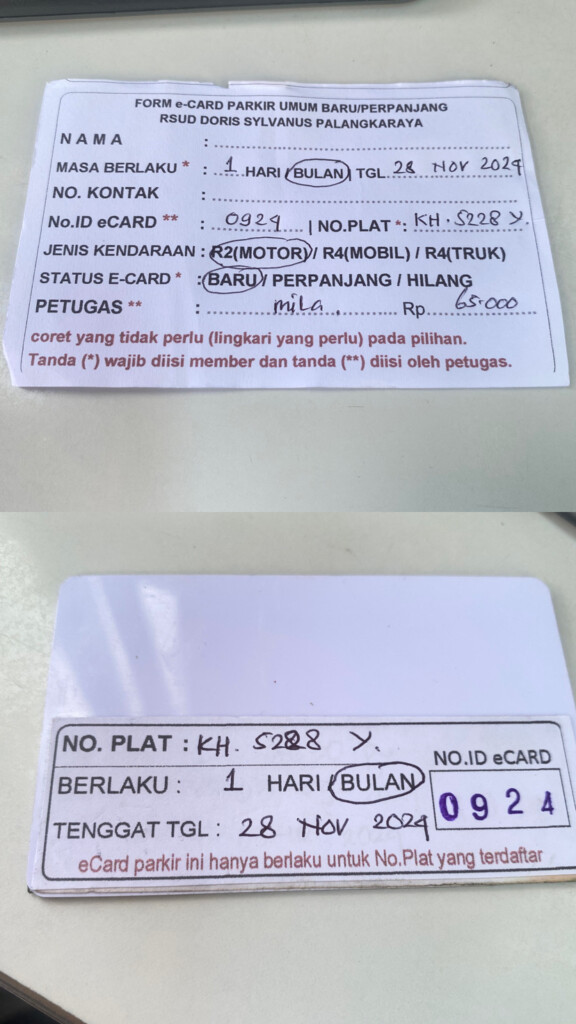 FORM e-CARD PARKIR UMUM BARU/PERPANJANG
RSUD DORIS SYLVANUS PALANGKARAYA
NAMA :
MASA BERLAKU * : 1 HARI / BULAN TGL 28 NOV 2024
NO. KONTAK :
No.ID eCARD ** : 0924 | NO.PLAT *: KH. 5228 Y.
JENIS KENDARAAN : R2(MOTOR) / R4(MOBIL) / R4(TRUK)
STATUS E-CARD * : BARU / PERPANJANG / HILANG
PETUGAS ** : mila. Rp 65.000
coret yang tidak perlu (lingkari yang perlu) pada pilihan.
Tanda (*) wajib diisi member dan tanda (**) diisi oleh petugas.
NO. PLAT : KH. 5228 Y.
NO.ID eCARD
BERLAKU : 1 HARI / BULAN
0924
TENGGAT TGL : 28 NOV 2024
eCard parkir ini hanya berlaku untuk No.Plat yang terdaftar